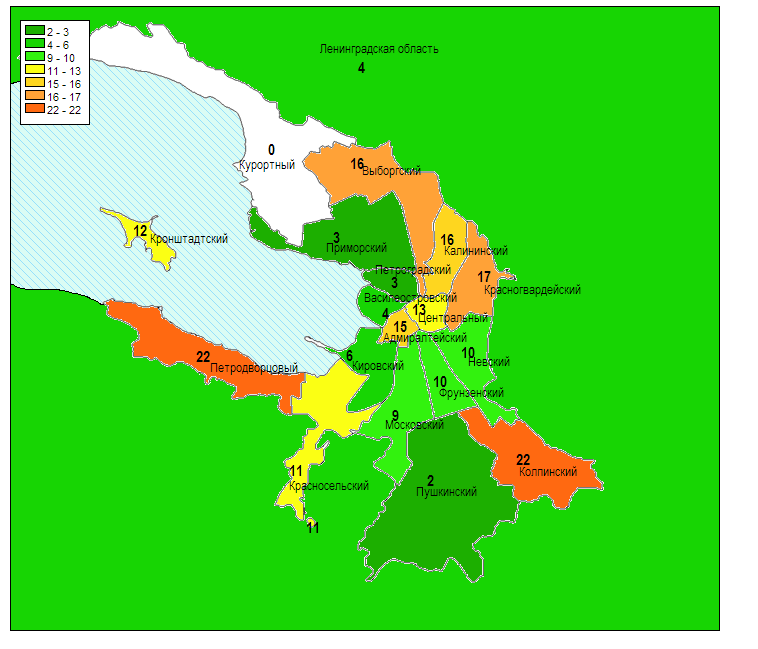 2 - 3
4 - 6
9 - 10
11 - 13
15 - 16
16 - 17
22 - 22
Ленинградская область
4
0
Курортный
16
Выборгский
12
Кронштадтский
3
Приморский
16
Калининский
Петроградский
3
17
Красногвардейский
Василеостровский
4
13
Центральный
15
Адмиралтейский
22
Петродворцовый
6
Кировский
10
Невский
10
Фрунзенский
9
Московский
11
Красносельский
2
Пушкинский
22
Колпинский
11